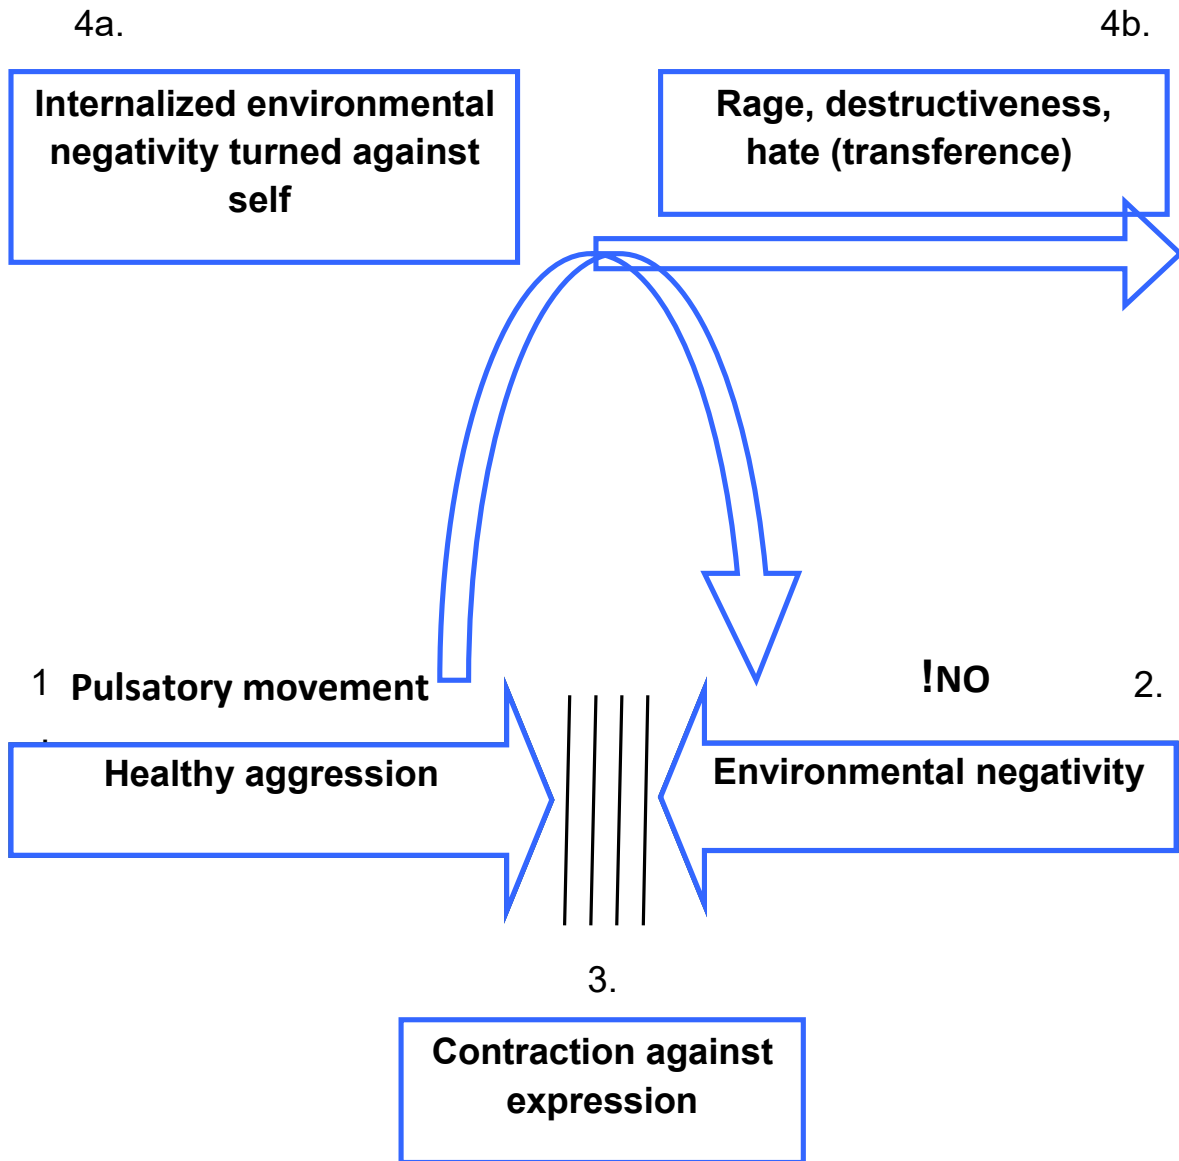 4a.
4b.
Internalized environmental
negativity turned against
self
Rage, destructiveness,
hate (transference)
1
.
Pulsatory movement
!NO
2.
Healthy aggression
Environmental negativity
3.
Contraction against
expression